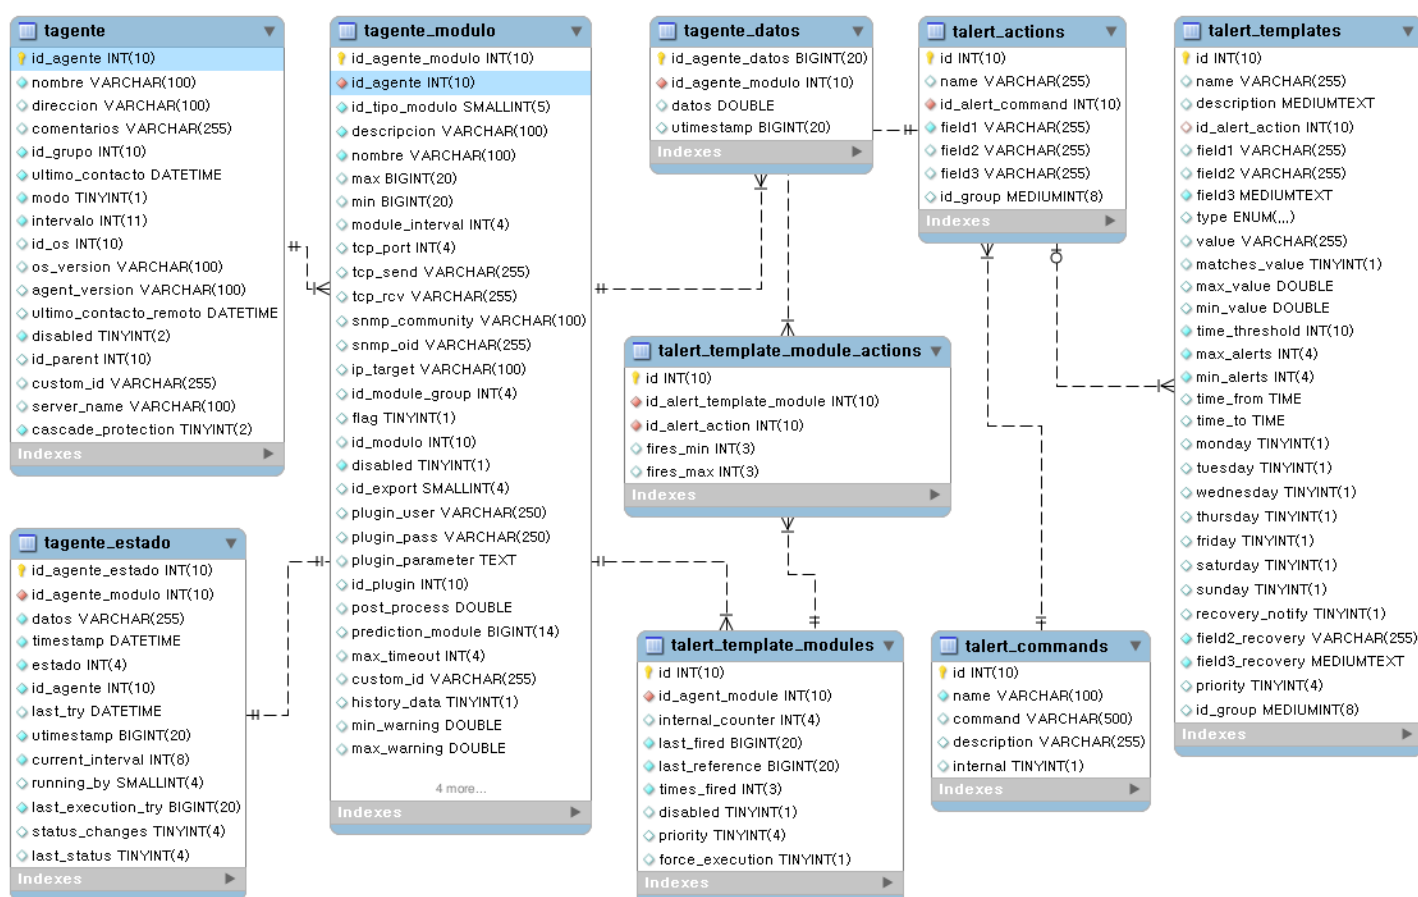 tagente
id_agente INT(10)
nombre VARCHAR(100)
direccion VARCHAR(100)
comentarios VARCHAR(255)
id_grupo INT(10)
ultimo_contacto DATETIME
modo TINYINT(1)
intervalo INT(11)
id_os INT(10)
os_version VARCHAR(100)
agent_version VARCHAR(100)
ultimo_contacto_remoto DATETIME
disabled TINYINT(2)
id_parent INT(10)
custom_id VARCHAR(255)
server_name VARCHAR(100)
cascade_protection TINYINT(2)
Indexes
tagente_estado
id_agente_estado INT(10)
id_agente_modulo INT(10)
datos VARCHAR(255)
timestamp DATETIME
estado INT(4)
id_agente INT(10)
last_try DATETIME
utimestamp BIGINT(20)
current_interval INT(8)
running_by SMALLINT(4)
last_execution_try BIGINT(20)
status_changes TINYINT(4)
last_status TINYINT(4)
Indexes
tagente_modulo
id_agente_modulo INT(10)
id_agente INT(10)
id_tipo_modulo SMALLINT(5)
descripcion VARCHAR(100)
nombre VARCHAR(100)
max BIGINT(20)
min BIGINT(20)
module_interval INT(4)
tcp_port INT(4)
tcp_send VARCHAR(255)
tcp_rcv VARCHAR(255)
snmp_community VARCHAR(100)
snmp_oid VARCHAR(255)
ip_target VARCHAR(100)
id_module_group INT(4)
flag TINYINT(1)
id_modulo INT(10)
disabled TINYINT(1)
id_export SMALLINT(4)
plugin_user VARCHAR(250)
plugin_pass VARCHAR(250)
plugin_parameter TEXT
id_plugin INT(10)
post_process DOUBLE
prediction_module BIGINT(14)
max_timeout INT(4)
custom_id VARCHAR(255)
history_data TINYINT(1)
min_warning DOUBLE
max_warning DOUBLE
4 more...
Indexes
tagente_datos
id_agente_datos BIGINT(20)
id_agente_modulo INT(10)
datos DOUBLE
utimestamp BIGINT(20)
Indexes
talert_template_module_actions
id INT(10)
id_alert_template_module INT(10)
id_alert_action INT(10)
fires_min INT(3)
fires_max INT(3)
Indexes
talert_template_modules
id INT(10)
id_agent_module INT(10)
internal_counter INT(4)
last_fired BIGINT(20)
last_reference BIGINT(20)
times_fired INT(3)
disabled TINYINT(1)
priority TINYINT(4)
force_execution TINYINT(1)
Indexes
talert_actions
id INT(10)
name VARCHAR(255)
id_alert_command INT(10)
field1 VARCHAR(255)
field2 VARCHAR(255)
field3 VARCHAR(255)
id_group MEDIUMINT(8)
Indexes
talert_commands
id INT(10)
name VARCHAR(100)
command VARCHAR(500)
description VARCHAR(255)
internal TINYINT(1)
Indexes
talert_templates
id INT(10)
name VARCHAR(255)
description MEDIUMTEXT
id_alert_action INT(10)
field1 VARCHAR(255)
field2 VARCHAR(255)
field3 MEDIUMTEXT
type ENUM(...)
value VARCHAR(255)
matches_value TINYINT(1)
max_value DOUBLE
min_value DOUBLE
time_threshold INT(10)
max_alerts INT(4)
min_alerts INT(4)
time_from TIME
time_to TIME
monday TINYINT(1)
tuesday TINYINT(1)
wednesday TINYINT(1)
thursday TINYINT(1)
friday TINYINT(1)
saturday TINYINT(1)
sunday TINYINT(1)
recovery_notify TINYINT(1)
field2_recovery VARCHAR(255)
field3_recovery MEDIUMTEXT
priority TINYINT(4)
id_group MEDIUMINT(8)
Indexes